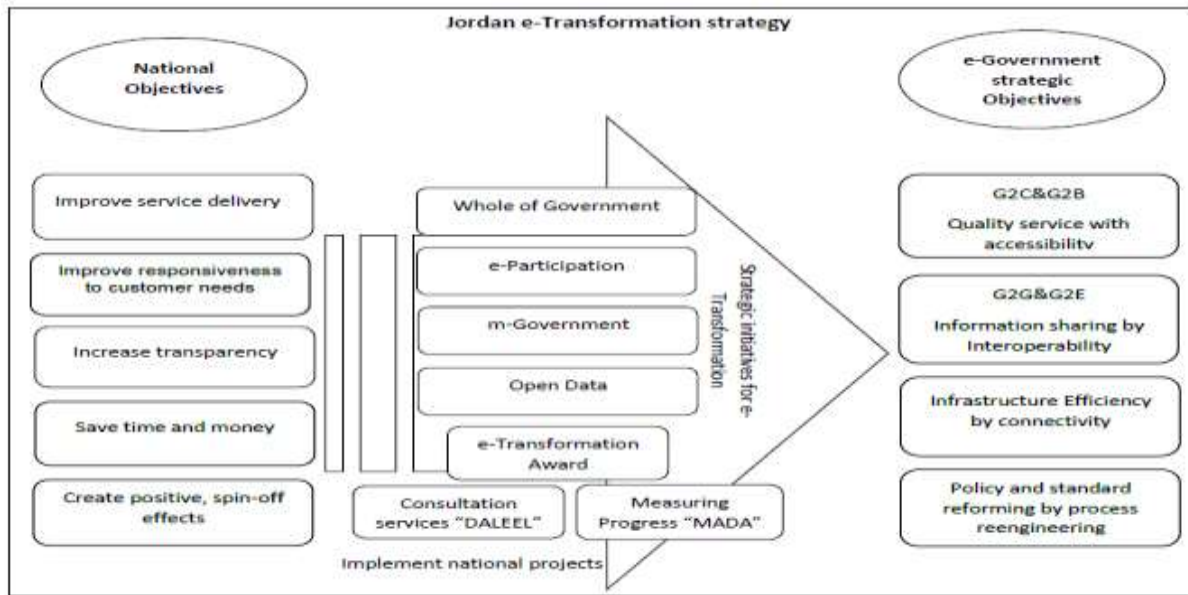 Jordan e-Transformation strategy
National
Objectives
Improve service delivery
Improve responsiveness
to customer needs
Increase transparency
Save time and money
Create positive, spin-off
effects
Whole of Government
e-Participation
m-Government
Open Data
e-Transformation
Award
Consultation
services “DALEEL”
Measuring
Progress “MADA”
Implement national projects
Strategic initiatives for e-
Transformation
e-Government
strategic
Objectives
G2C&G2B
Quality service with
accessibility
G2G&G2E
Information sharing by
Interoperability
Infrastructure Efficiency
by connectivity
Policy and standard
reforming by process
reengineering